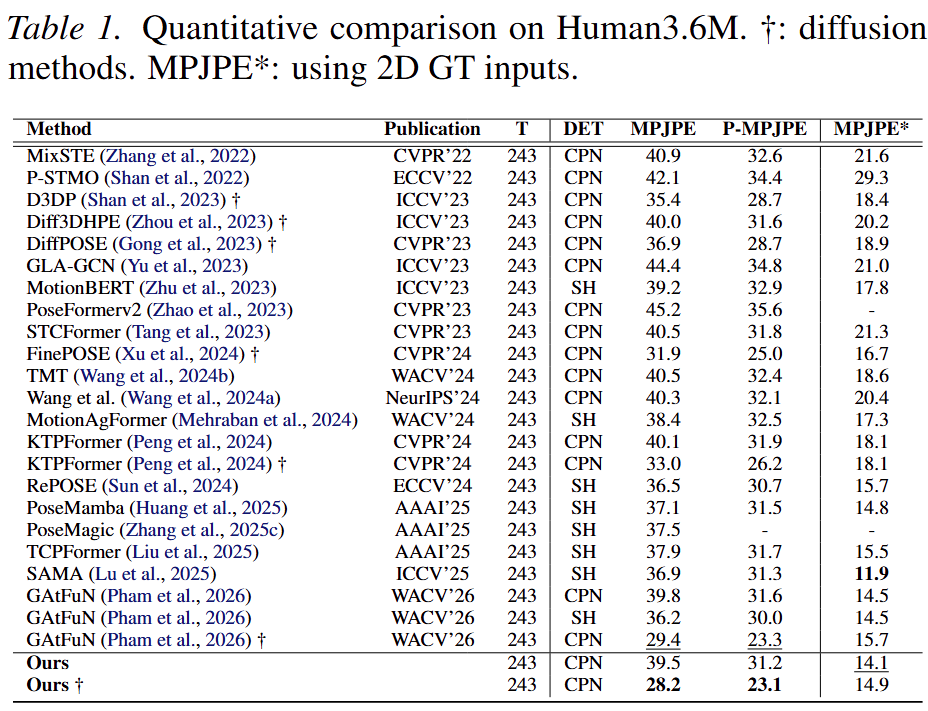 Table 1. Quantitative comparison on Human3.6M. †: diffusion
methods. MPJPE*: using 2D GT inputs.
Method Publication T DET MPJPE P-MPJPE MPJPE*
MixSTE (Zhang et al., 2022) CVPR'22 243 CPN 40.9 32.6 21.6
P-STMO (Shan et al., 2022) ECCV'22 243 CPN 42.1 34.4 29.3
D3DP (Shan et al., 2023) † ICCV'23 243 CPN 35.4 28.7 18.4
Diff3DHPE (Zhou et al., 2023) † ICCV'23 243 CPN 40.0 31.6 20.2
DiffPOSE (Gong et al., 2023) † CVPR'23 243 CPN 36.9 28.7 18.9
GLA-GCN (Yu et al., 2023) ICCV'23 243 CPN 44.4 34.8 21.0
MotionBERT (Zhu et al., 2023) ICCV'23 243 SH 39.2 32.9 17.8
PoseFormerv2 (Zhao et al., 2023) CVPR'23 243 CPN 45.2 35.6 -
STCFormer (Tang et al., 2023) CVPR'23 243 CPN 40.5 31.8 21.3
FinePOSE (Xu et al., 2024) † CVPR'24 243 CPN 31.9 25.0 16.7
TMT (Wang et al., 2024b) WACV'24 243 CPN 40.5 32.4 18.6
Wang et al. (Wang et al., 2024a) NeurIPS'24 243 CPN 40.3 32.1 20.4
MotionAgFormer (Mehraban et al., 2024) WACV'24 243 SH 38.4 32.5 17.3
KTPFormer (Peng et al., 2024) CVPR'24 243 CPN 40.1 31.9 18.1
KTPFormer (Peng et al., 2024) † CVPR'24 243 CPN 33.0 26.2 18.1
RePOSE (Sun et al., 2024) ECCV'24 243 SH 36.5 30.7 15.7
PoseMamba (Huang et al., 2025) AAAI'25 243 SH 37.1 31.5 14.8
PoseMagic (Zhang et al., 2025c) AAAI'25 243 SH 37.5 - -
TCPFormer (Liu et al., 2025) AAAI'25 243 SH 37.9 31.7 15.5
SAMA (Lu et al., 2025) ICCV'25 243 SH 36.9 31.3 11.9
GAtFuN (Pham et al., 2026) WACV'26 243 CPN 39.8 31.6 14.5
GAtFuN (Pham et al., 2026) WACV'26 243 SH 36.2 30.0 14.5
GAtFuN (Pham et al., 2026) † WACV'26 243 CPN 29.4 23.3 15.7
Ours 243 CPN 39.5 31.2 14.1
Ours † 243 CPN 28.2 23.1 14.9